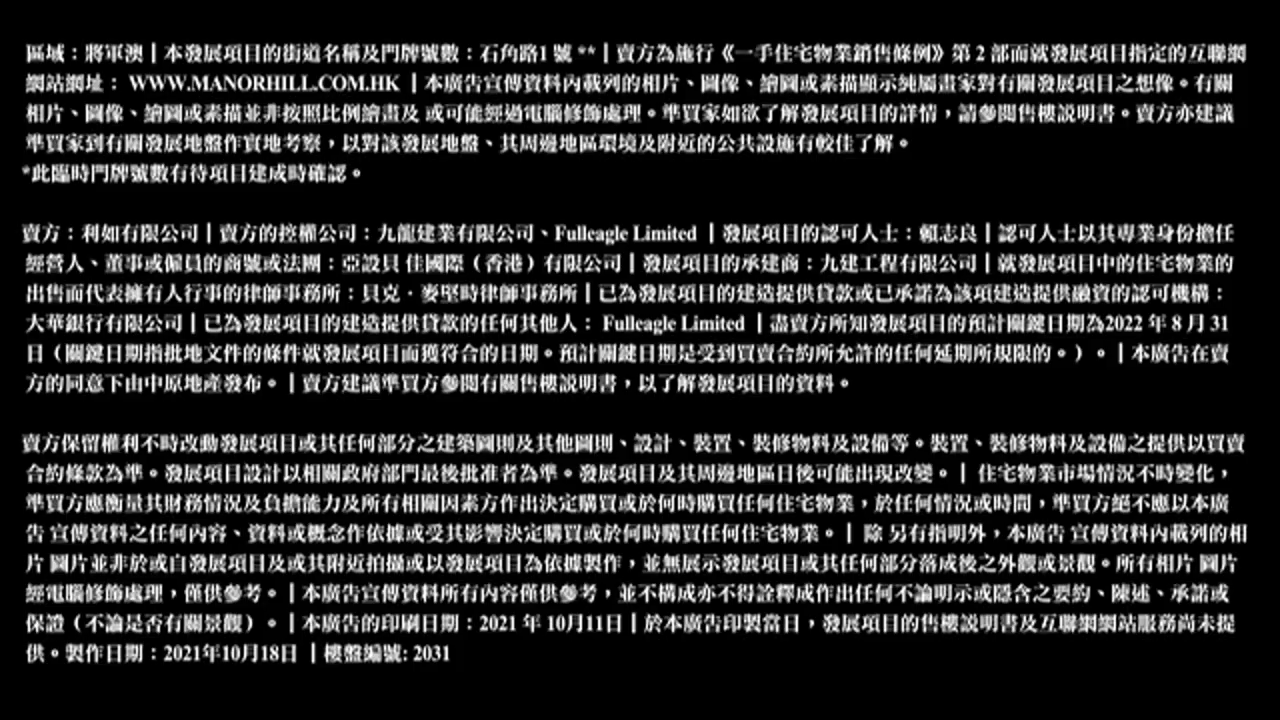 區域：將軍澳 | 本發展項目的街道名稱及門牌號數：石角路1 號 ** | 賣方為施行《一手住宅物業銷售條例》第 2 部而就發展項目指定的互聯網
網站網址： WWW.MANORHILL.COM.HK | 本廣告宣傳資料內載列的相片、圖像、繪圖或素描顯示純屬畫家對有關發展項目之想像。有關
相片、圖像、繪圖或素描並非按照比例繪畫及 或可能經過電腦修飾處理。準買家如欲了解發展項目的詳情，請參閱售樓説明書。賣方亦建議
準買家到有關發展地盤作實地考察，以對該發展地盤、其周邊地區環境及附近的公共設施有較佳了解。
*此臨時門牌號數有待項目建成時確認。
賣方：利如有限公司 | 賣方的控權公司：九龍建業有限公司、Fulleagle Limited | 發展項目的認可人士：賴志良 | 認可人士以其專業身份擔任
經營人、董事或僱員的商號或法團：亞設貝 佳國際（香港）有限公司 | 發展項目的承建商：九建工程有限公司 | 就發展項目中的住宅物業的
出售而代表擁有人行事的律師事務所：貝克．麥堅時律師事務所 | 已為發展項目的建造提供貸款或已承諾為該項建造提供融資的認可機構：
大華銀行有限公司 | 已為發展項目的建造提供貸款的任何其他人： Fulleagle Limited | 盡賣方所知發展項目的預計關鍵日期為2022 年 8 月 31
日（關鍵日期指批地文件的條件就發展項目而獲符合的日期。預計關鍵日期是受到買賣合約所允許的任何延期所規限的。）。 | 本廣告在賣
方的同意下由中原地產發布。 | 賣方建議準買方參閱有關售樓説明書，以了解發展項目的資料。
賣方保留權利不時改動發展項目或其任何部分之建築圖則及其他圖則、設計、裝置、裝修物料及設備等。裝置、裝修物料及設備之提供以買賣
合約條款為準。發展項目設計以相關政府部門最後批准者為準。發展項目及其周邊地區日後可能出現改變。 | 住宅物業市場情況不時變化，
準買方應衡量其財務情況及負擔能力及所有相關因素方作出決定購買或於何時購買任何住宅物業，於任何情況或時間，準買方絕不應以本廣
告 宣傳資料之任何內容、資料或概念作依據或受其影響決定購買或於何時購買任何住宅物業。 | 除 另有指明外，本廣告 宣傳資料內載列的相
片 圖片並非於或自發展項目及或其附近拍攝或以發展項目為依據製作，並無展示發展項目或其任何部分落成後之外觀或景觀。所有相片 圖片
經電腦修飾處理，僅供參考。 | 本廣告宣傳資料所有內容僅供參考，並不構成亦不得詮釋成作出任何不論明示或隱含之要約、陳述、承諾或
保證（不論是否有關景觀）。 | 本廣告的印刷日期：2021 年 10月11日 | 於本廣告印製當日，發展項目的售樓説明書及互聯網網站服務尚未提
供。製作日期：2021年10月18日 | 樓盤編號: 2031